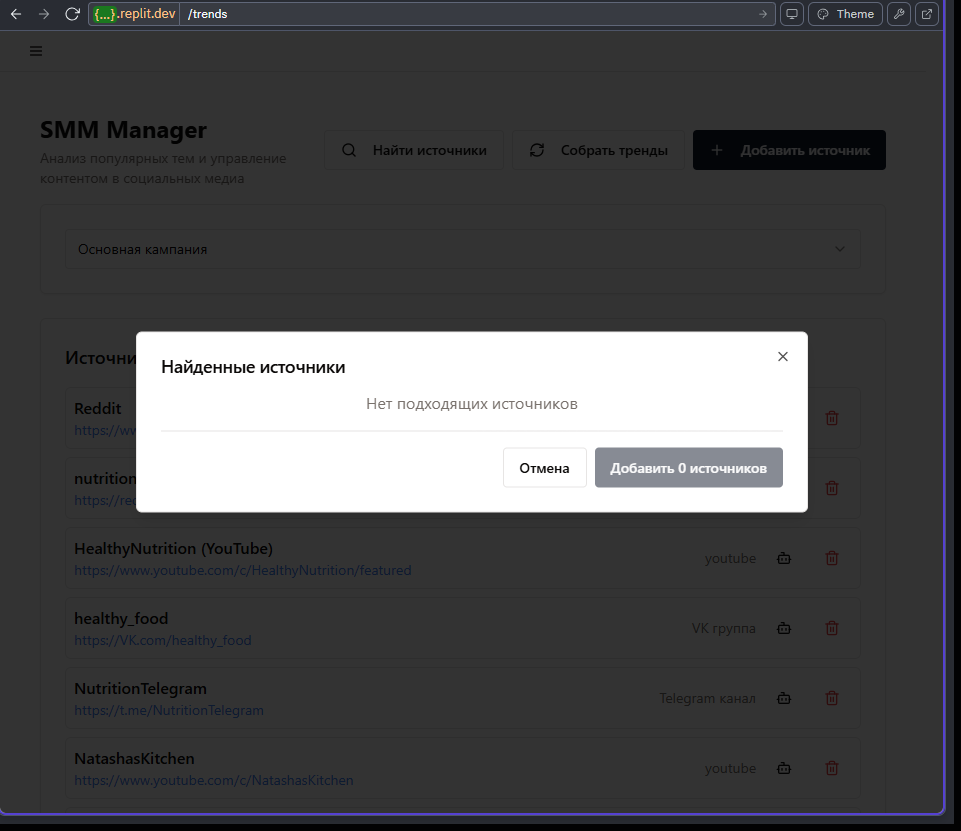 {...}.replit.dev /trends
Theme
SMM Manager
Анализ популярных тем и управление
контентом в социальных медиа
Найти источники
Собрать тренды
Добавить источник
Основная кампания
Источни
Найденные источники
Нет подходящих источников
Отмена
Добавить 0 источников
Reddit
https://ww
nutrition
https://rec
HealthyNutrition (YouTube)
https://www.youtube.com/c/HealthyNutrition/featured
youtube
healthy_food
https://VK.com/healthy_food
VK группа
NutritionTelegram
https://t.me/NutritionTelegram
Telegram канал
NatashasKitchen
https://www.youtube.com/c/NatashasKitchen
youtube